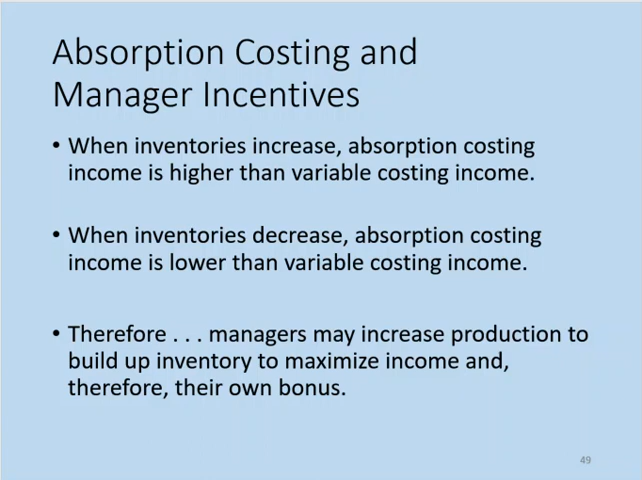 Absorption Costing and
Manager Incentives
• When inventories increase, absorption costing
income is higher than variable costing income.
• When inventories decrease, absorption costing
income is lower than variable costing income.
• Therefore . . . managers may increase production to
build up inventory to maximize income and,
therefore, their own bonus.
49